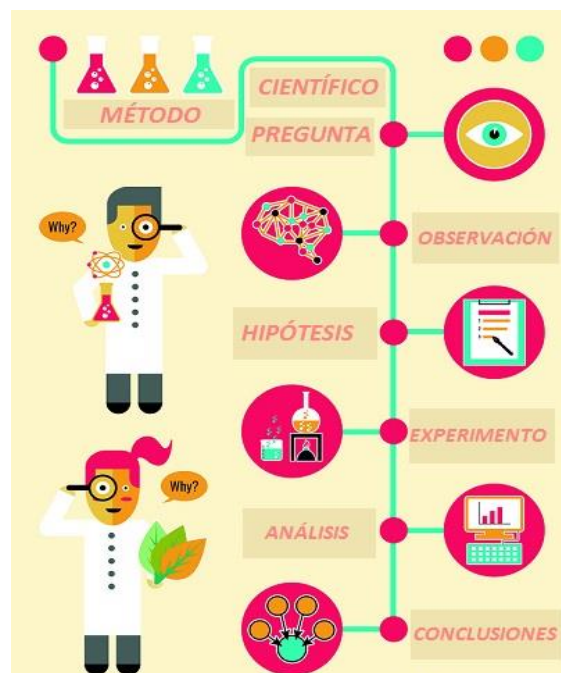 MÉTODO
CIENTÍFICO
PREGUNTA
Why?
OBSERVACIÓN
HIPÓTESIS
EXPERIMENTO
Why?
ANÁLISIS
CONCLUSIONES